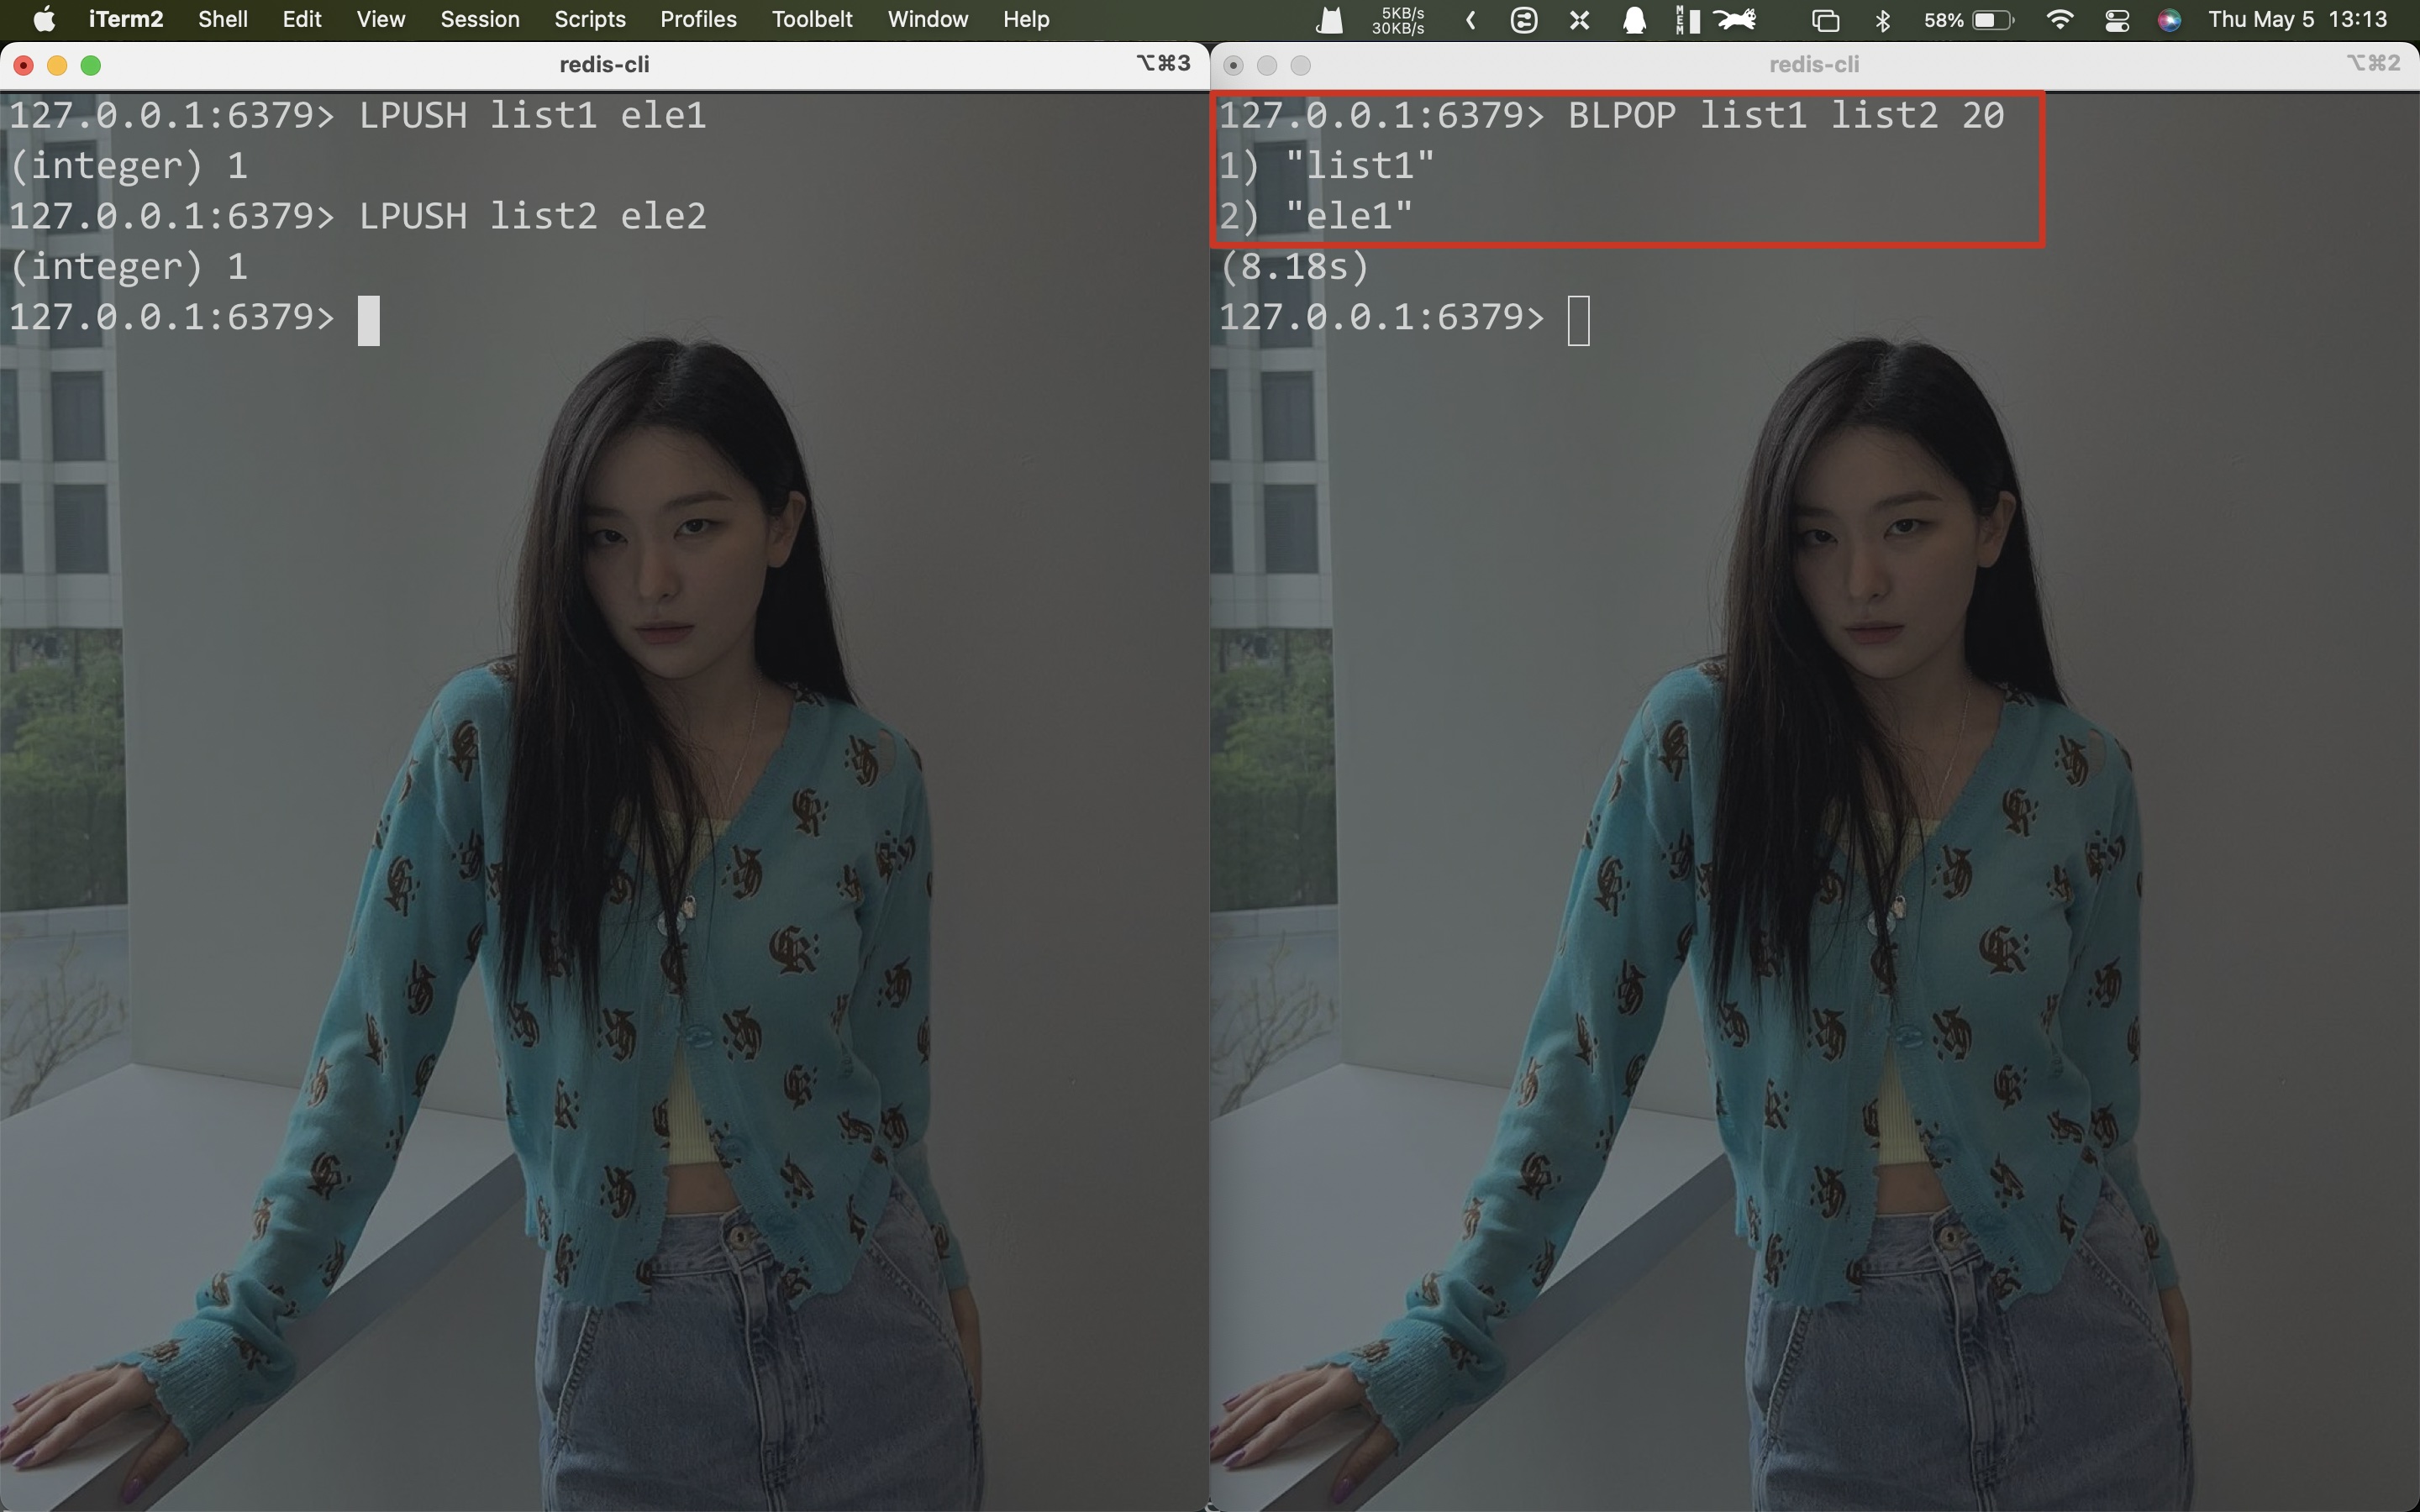 iTerm2 Shell Edit View Session Scripts Profiles Toolbelt Window Help 5KB/s 30KB/s MEM 58% Thu May 5 13:13
redis-cli ⌥⌘3
127.0.0.1:6379> LPUSH list1 ele1
(integer) 1
127.0.0.1:6379> LPUSH list2 ele2
(integer) 1
127.0.0.1:6379>
redis-cli ⌥⌘2
127.0.0.1:6379> BLPOP list1 list2 20
1) "list1"
2) "ele1"
(8.18s)
127.0.0.1:6379>